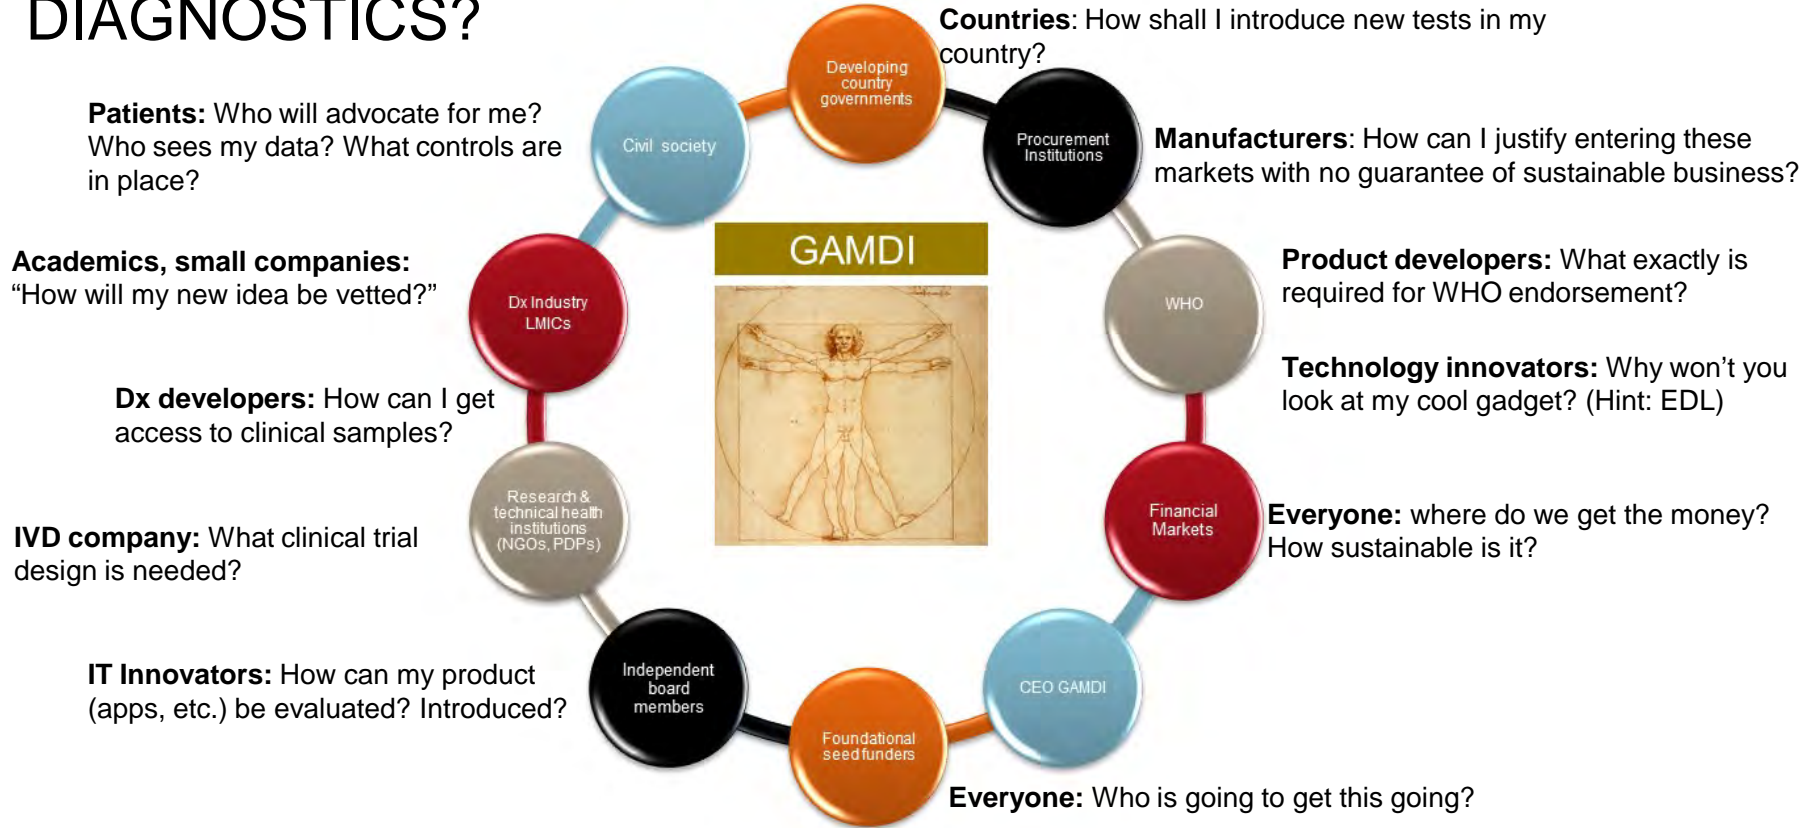 DIAGNOSTICS?
Countries: How shall I introduce new tests in my
country?
Developing
country
governments
Patients: Who will advocate for me?
Who sees my data? What controls are
in place?
Civil society
Procurement
Institutions
Manufacturers: How can I justify entering these
markets with no guarantee of sustainable business?
GAMDI
Academics, small companies:
“How will my new idea be vetted?”
Dx Industry
LMICs
WHO
Product developers: What exactly is
required for WHO endorsement?
Technology innovators: Why won’t you
look at my cool gadget? (Hint: EDL)
Dx developers: How can I get
access to clinical samples?
Research &
technical health
institutions
(NGOs, PDPs)
Financial
Markets
Everyone: where do we get the money?
How sustainable is it?
IVD company: What clinical trial
design is needed?
IT Innovators: How can my product
(apps, etc.) be evaluated? Introduced?
Independent
board
members
CEO GAMDI
Foundational
seed funders
Everyone: Who is going to get this going?